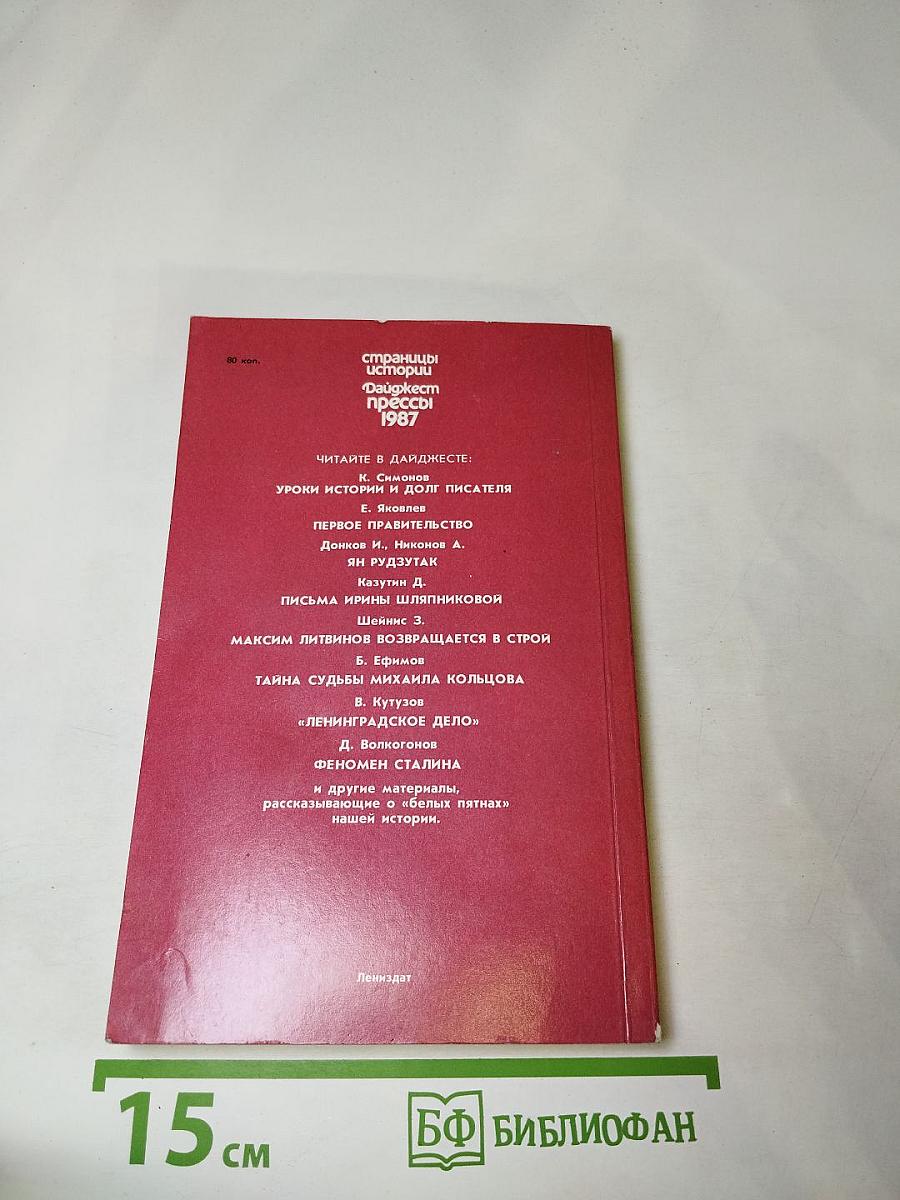 80 коп.
страницы
истории
Дайджест
прессы
1987
ЧИТАЙТЕ В ДАЙДЖЕСТЕ:
К. Симонов
УРОКИ ИСТОРИИ И ДОЛГ ПИСАТЕЛЯ
Е. Яковлев
ПЕРВОЕ ПРАВИТЕЛЬСТВО
Донков И., Никонов А.
ЯН РУДЗУТАК
Казутин Д.
ПИСЬМА ИРИНЫ ШЛЯПНИКОВОЙ
Шейнис З.
МАКСИМ ЛИТВИНОВ ВОЗВРАЩАЕТСЯ В СТРОЙ
Б. Ефимов
ТАЙНА СУДЬБЫ МИХАИЛА КОЛЬЦОВА
В. Кутузов
«ЛЕНИНГРАДСКОЕ ДЕЛО»
Д. Волкогонов
ФЕНОМЕН СТАЛИНА
и другие материалы,
рассказывающие о «белых пятнах»
нашей истории.
Лениздат
15 см
БФ БИБЛИОФАН